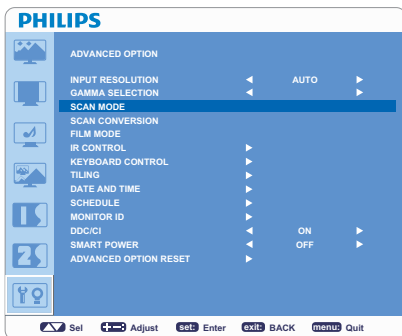 PHILIPS
ADVANCED OPTION
INPUT RESOLUTION AUTO
GAMMA SELECTION
SCAN MODE
SCAN CONVERSION
FILM MODE
IR CONTROL
KEYBOARD CONTROL
TILING
DATE AND TIME
SCHEDULE
MONITOR ID
DDC/CI ON
SMART POWER OFF
ADVANCED OPTION RESET
Sel Adjust set: Enter exit: BACK menu: Quit